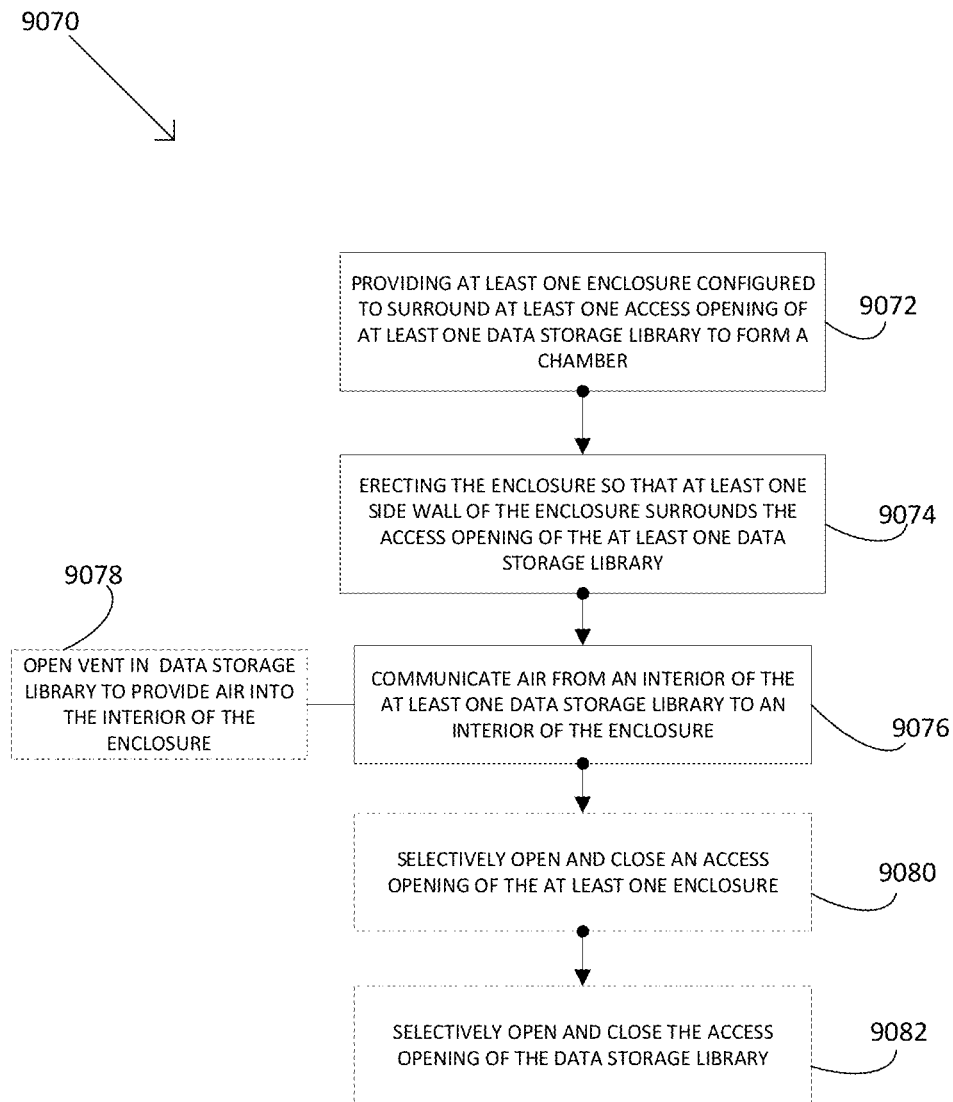 9070
PROVIDING AT LEAST ONE ENCLOSURE CONFIGURED
TO SURROUND AT LEAST ONE ACCESS OPENING OF
AT LEAST ONE DATA STORAGE LIBRARY TO FORM A
CHAMBER
9072
ERECTING THE ENCLOSURE SO THAT AT LEAST ONE
SIDE WALL OF THE ENCLOSURE SURROUNDS THE
ACCESS OPENING OF THE AT LEAST ONE DATA
STORAGE LIBRARY
9074
9078
OPEN VENT IN DATA STORAGE
LIBRARY TO PROVIDE AIR INTO
THE INTERIOR OF THE
ENCLOSURE
COMMUNICATE AIR FROM AN INTERIOR OF THE
AT LEAST ONE DATA STORAGE LIBRARY TO AN
INTERIOR OF THE ENCLOSURE
9076
SELECTIVELY OPEN AND CLOSE AN ACCESS
OPENING OF THE AT LEAST ONE ENCLOSURE
9080
SELECTIVELY OPEN AND CLOSE THE ACCESS
OPENING OF THE DATA STORAGE LIBRARY
9082